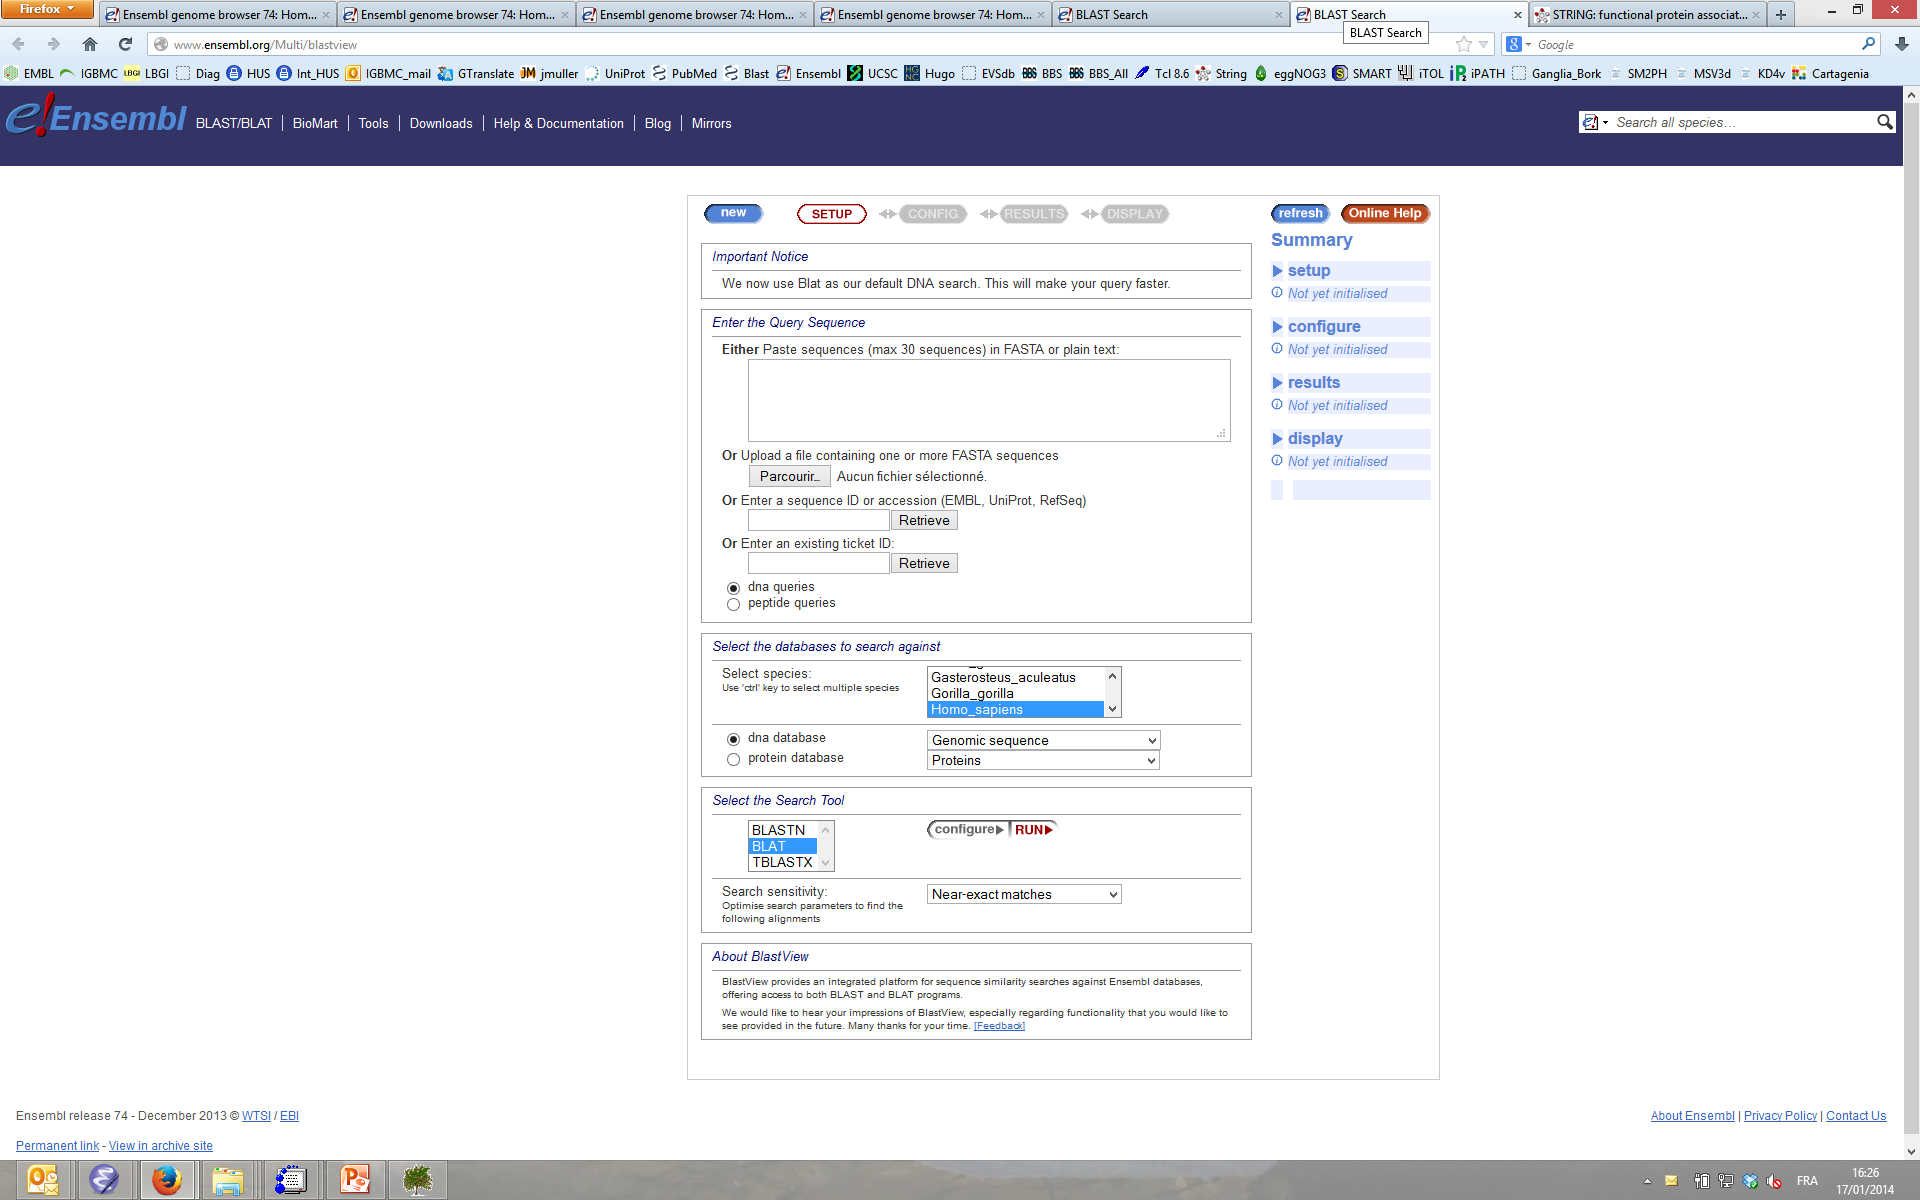 Firefox
Ensembl genome browser 74: Hom...
Ensembl genome browser 74: Hom...
Ensembl genome browser 74: Hom...
Ensembl genome browser 74: Hom...
BLAST Search
BLAST Search
STRING: functional protein associat...
BLAST Search
www.ensembl.org/Multi/blastview
Google
EMBL IGBMC LBGI LBGI Diag HUS Int_HUS IGBMC_mail GTranslate JM jmuller UniProt PubMed Blast Ensembl UCSC Hugo EVSdb BBS BBS_All Tcl 8.6 String eggNOG3 SMART iTOL iPATH Ganglia_Bork SM2PH MSV3d KD4v Cartagenia
e!Ensembl BLAST/BLAT | BioMart | Tools | Downloads | Help & Documentation | Blog | Mirrors
Search all species...
new SETUP CONFIG RESULTS DISPLAY refresh Online Help
Important Notice
We now use Blat as our default DNA search. This will make your query faster.
Enter the Query Sequence
Either Paste sequences (max 30 sequences) in FASTA or plain text:
Or Upload a file containing one or more FASTA sequences
Parcourir... Aucun fichier sélectionné.
Or Enter a sequence ID or accession (EMBL, UniProt, RefSeq)
Retrieve
Or Enter an existing ticket ID:
Retrieve
dna queries
peptide queries
Select the databases to search against
Select species:
Use 'ctrl' key to select multiple species
Gasterosteus_aculeatus
Gorilla_gorilla
Homo_sapiens
dna database Genomic sequence
protein database Proteins
Select the Search Tool
BLASTN
BLAT
TBLASTX
configure RUN
Search sensitivity:
Optimise search parameters to find the
following alignments
Near-exact matches
About BlastView
BlastView provides an integrated platform for sequence similarity searches against Ensembl databases,
offering access to both BLAST and BLAT programs.
We would like to hear your impressions of BlastView, especially regarding functionality that you would like to
see provided in the future. Many thanks for your time. [Feedback]
Summary
setup
Not yet initialised
configure
Not yet initialised
results
Not yet initialised
display
Not yet initialised
Ensembl release 74 - December 2013 © WTSI / EBI
About Ensembl | Privacy Policy | Contact Us
Permanent link - View in archive site
FRA
16:26
17/01/2014